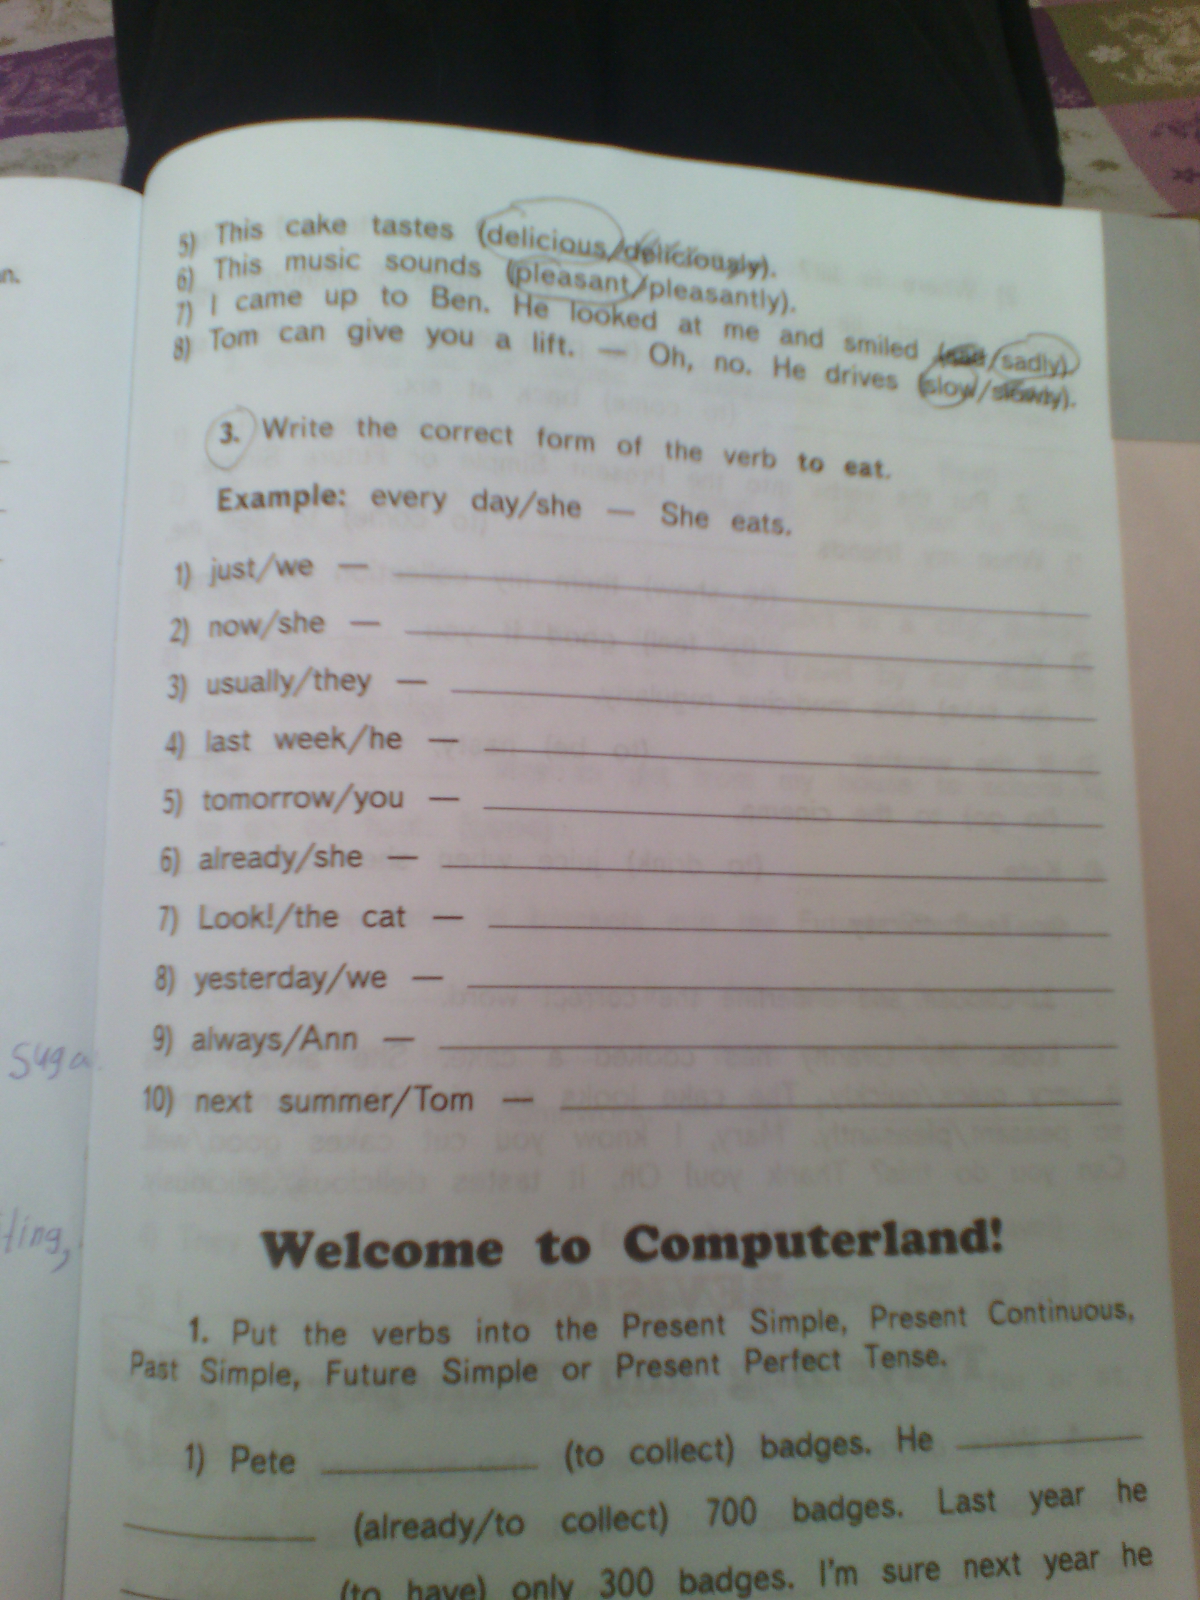 n.
5) This cake tastes (delicious/deliciously).
6) This music sounds (pleasant/pleasantly).
7) I came up to Ben. He looked at me and smiled (sad/sadly).
8) Tom can give you a lift. — Oh, no. He drives (slow/slowly).
3. Write the correct form of the verb to eat.
Example: every day/she — She eats.
1) just/we —
2) now/she —
3) usually/they —
4) last week/he —
5) tomorrow/you —
6) already/she —
7) Look!/the cat —
8) yesterday/we —
9) always/Ann —
sugar
10) next summer/Tom —
Welcome to Computerland!
1. Put the verbs into the Present Simple, Present Continuous,
Past Simple, Future Simple or Present Perfect Tense.
1) Pete ________ (to collect) badges. He ________
________ (already/to collect) 700 badges. Last year he
________ (to have) only 300 badges. I'm sure next year he